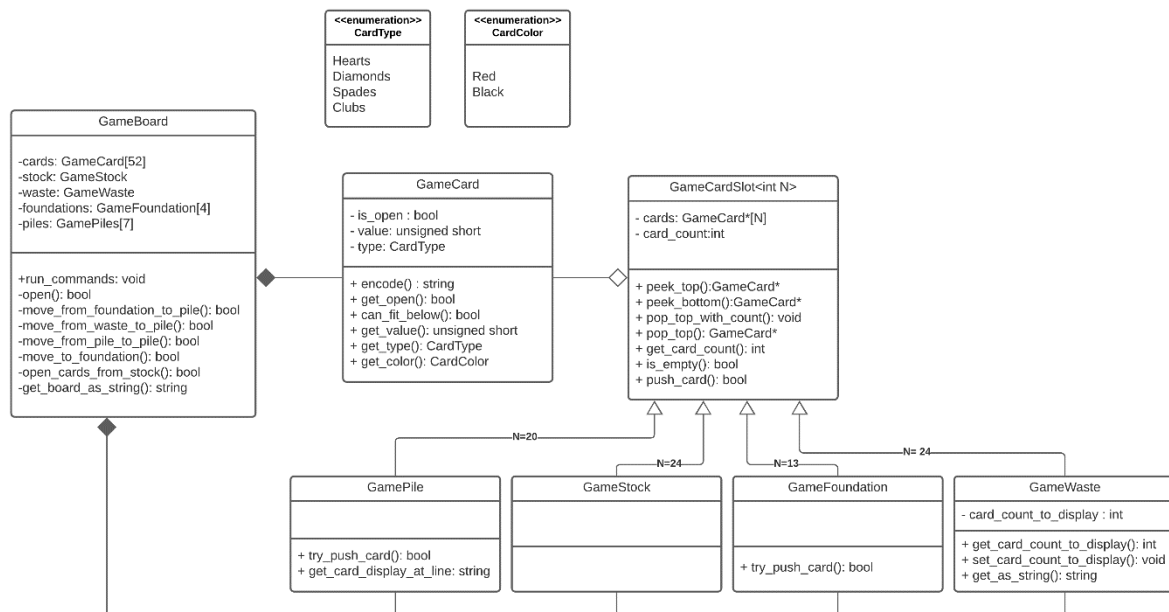 <<enumeration>>
CardType
Hearts
Diamonds
Spades
Clubs
<<enumeration>>
CardColor
Red
Black
GameBoard
-cards: GameCard[52]
-stock: GameStock
-waste: GameWaste
-foundations: GameFoundation[4]
-piles: GamePiles[7]
+run_commands: void
-open(): bool
-move_from_foundation_to_pile(): bool
-move_from_waste_to_pile(): bool
-move_from_pile_to_pile(): bool
-move_to_foundation(): bool
-open_cards_from_stock(): bool
-get_board_as_string(): string
GameCard
- is_open : bool
- value: unsigned short
- type: CardType
+ encode() : string
+ get_open(): bool
+ can_fit_below(): bool
+ get_value(): unsigned short
+ get_type(): CardType
+ get_color(): CardColor
GameCardSlot<int N>
- cards: GameCard*[N]
- card_count:int
+ peek_top():GameCard*
+ peek_bottom():GameCard*
+ pop_top_with_count(): void
+ pop_top(): GameCard*
+ get_card_count(): int
+ is_empty(): bool
+ push_card(): bool
N=20
N=24
N=13
N= 24
GamePile
+ try_push_card(): bool
+ get_card_display_at_line: string
GameStock
GameFoundation
+ try_push_card(): bool
GameWaste
- card_count_to_display : int
+ get_card_count_to_display(): int
+ set_card_count_to_display(): void
+ get_as_string(): string